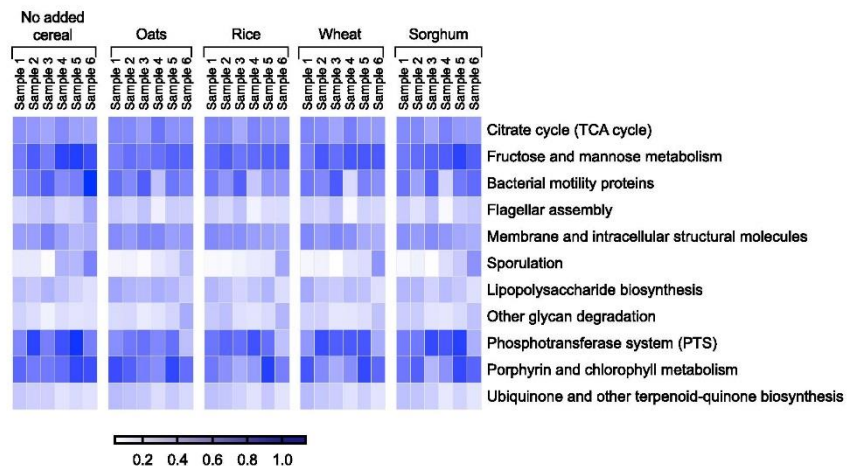 No added
cereal
Oats
Rice
Wheat
Sorghum
Sample 1 Sample 2 Sample 3 Sample 4 Sample 5 Sample 6
Sample 1 Sample 2 Sample 3 Sample 4 Sample 5 Sample 6
Sample 1 Sample 2 Sample 3 Sample 4 Sample 5 Sample 6
Sample 1 Sample 2 Sample 3 Sample 4 Sample 5 Sample 6
Sample 1 Sample 2 Sample 3 Sample 4 Sample 5 Sample 6
Citrate cycle (TCA cycle)
Fructose and mannose metabolism
Bacterial motility proteins
Flagellar assembly
Membrane and intracellular structural molecules
Sporulation
Lipopolysaccharide biosynthesis
Other glycan degradation
Phosphotransferase system (PTS)
Porphyrin and chlorophyll metabolism
Ubiquinone and other terpenoid-quinone biosynthesis
0.2 0.4 0.6 0.8 1.0